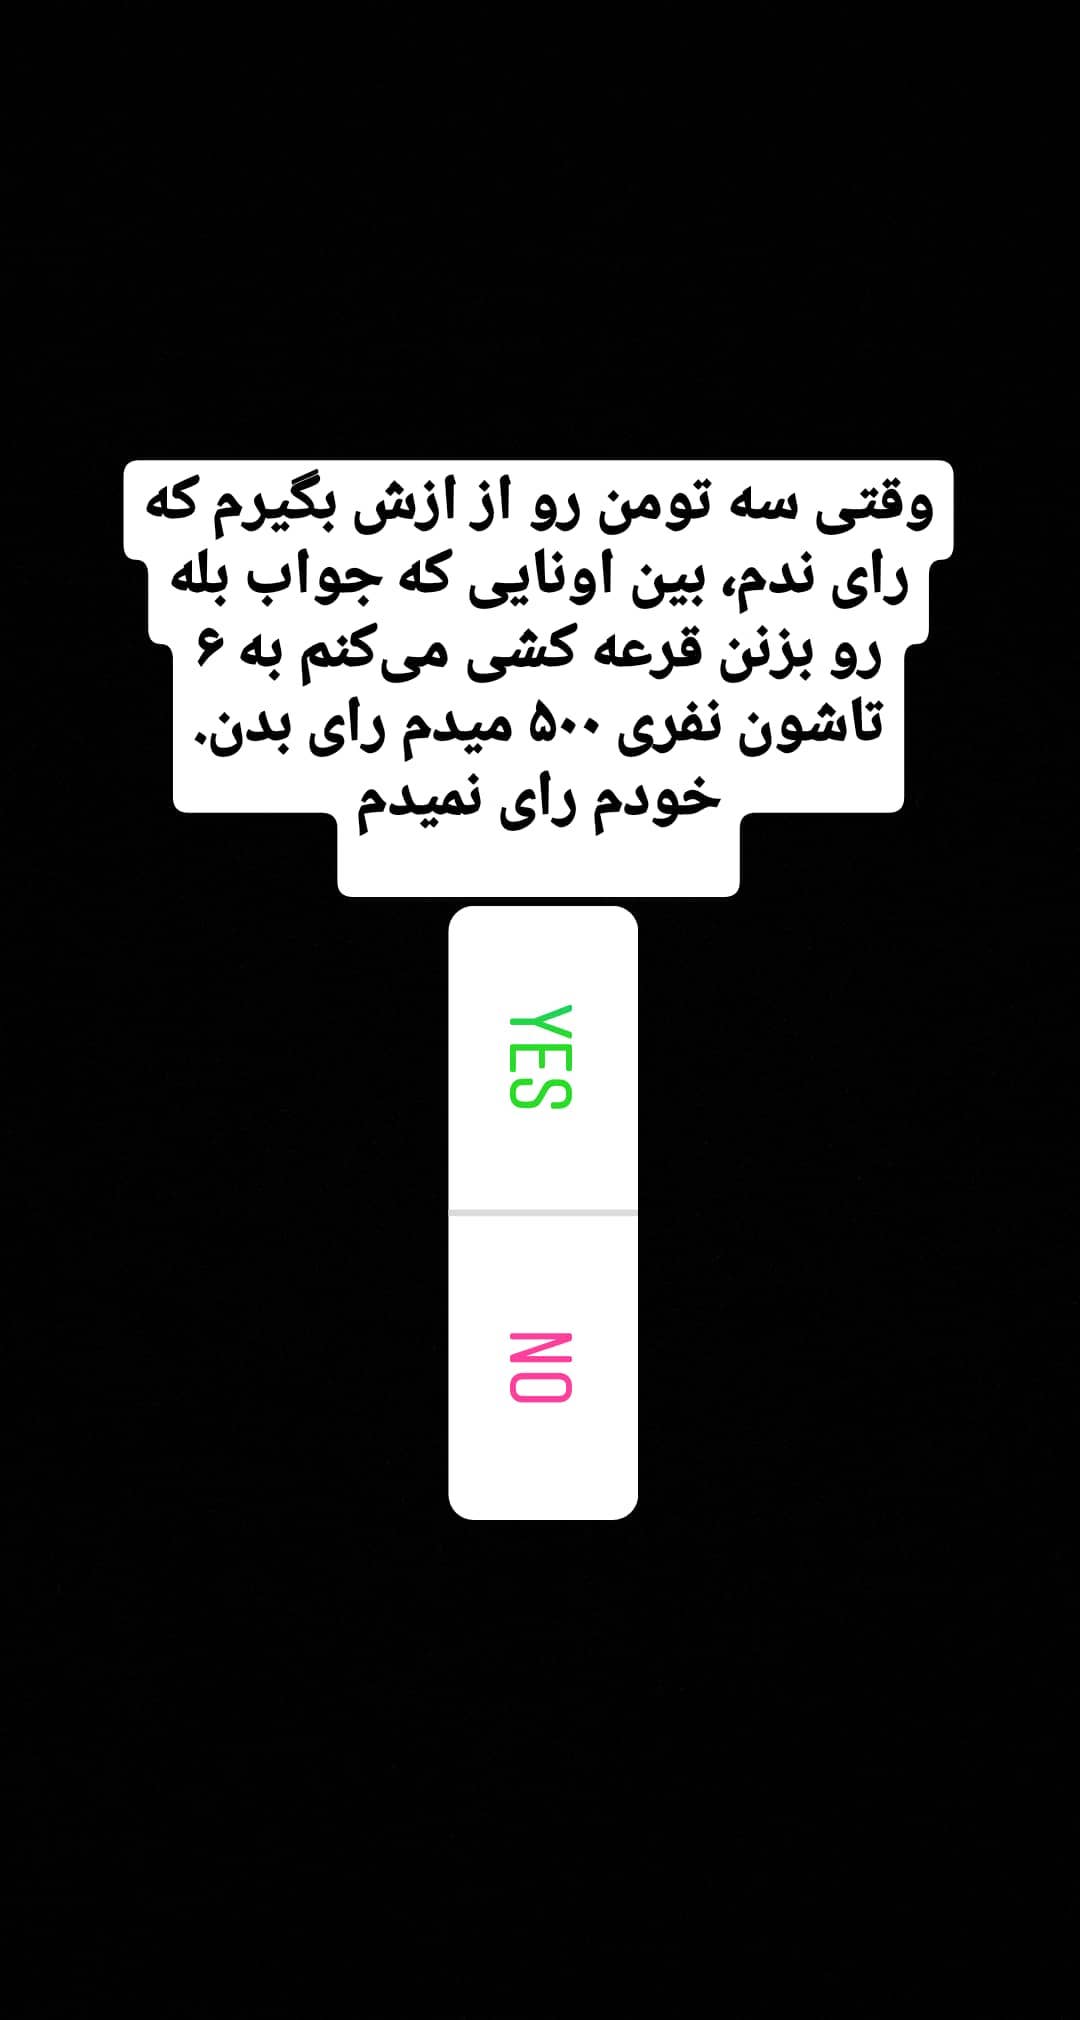 وقتی سه تومن رو از ازش بگیرم که
رای ندم، بین اونایی که جواب بله
رو بزنن قرعه کشی می‌کنم به ۶
تاشون نفری ۵۰۰ میدم رای بدن.
خودم رای نمیدم
YES
NO